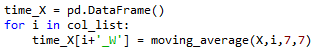 time_X = pd.DataFrame()
for i in col_list:
    time_X[i+'_W'] = moving_average(X,i,7,7)